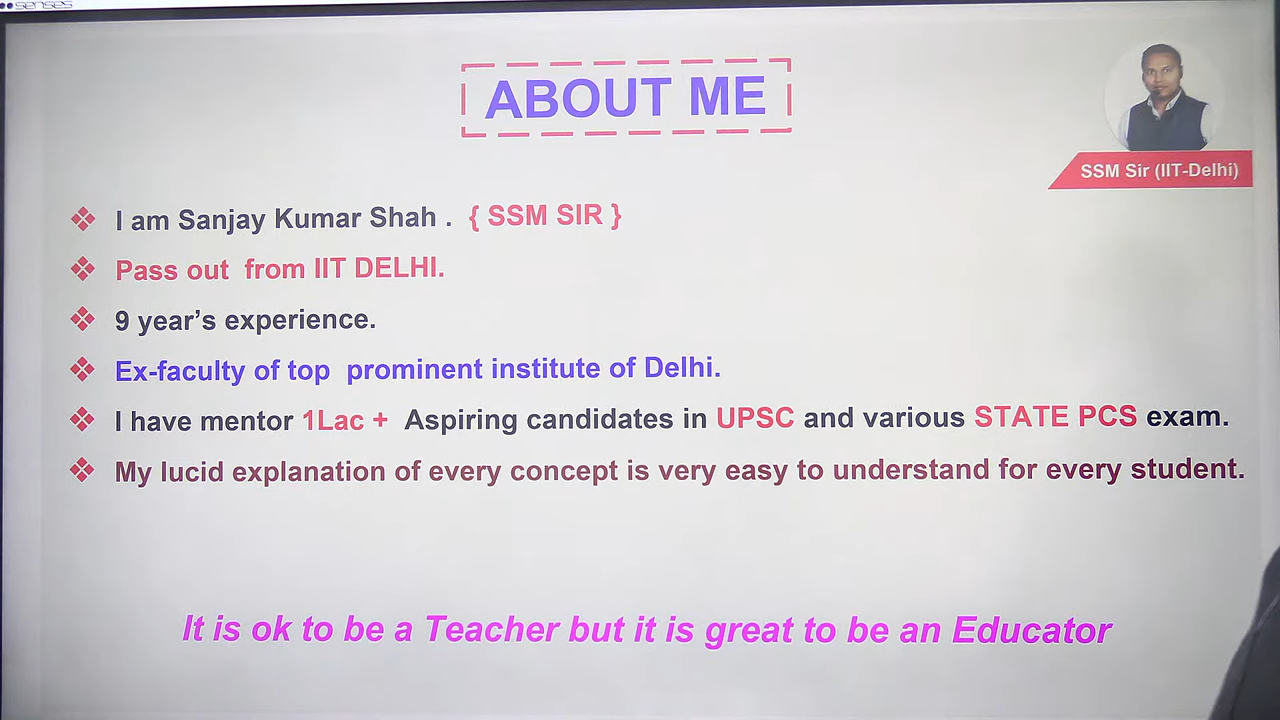 senses
ABOUT ME
SSM Sir (IIT-Delhi)
❖ I am Sanjay Kumar Shah . { SSM SIR }
❖ Pass out from IIT DELHI.
❖ 9 year’s experience.
❖ Ex-faculty of top prominent institute of Delhi.
❖ I have mentor 1Lac + Aspiring candidates in UPSC and various STATE PCS exam.
❖ My lucid explanation of every concept is very easy to understand for every student.
It is ok to be a Teacher but it is great to be an Educator